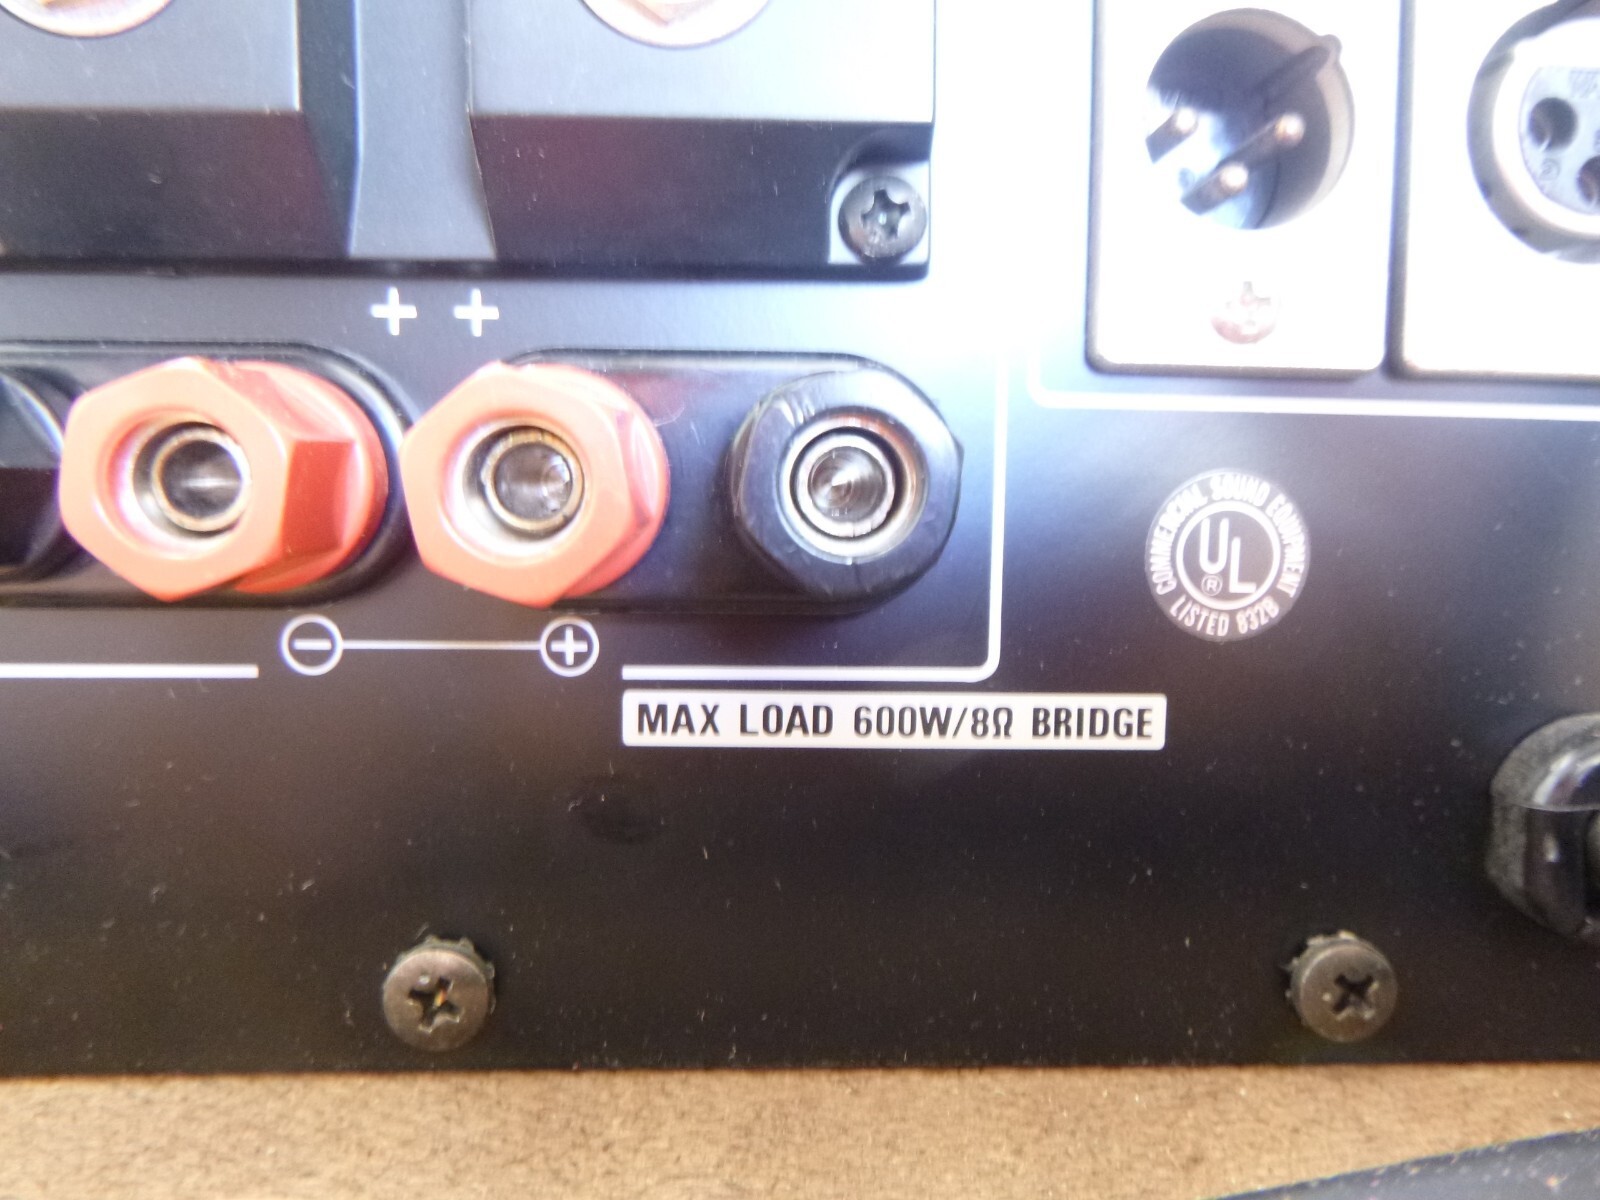 + +
− +
MAX LOAD 600W/8Ω BRIDGE
COMMERCIAL SOUND EQUIPMENT
UL
®
LISTED 832B